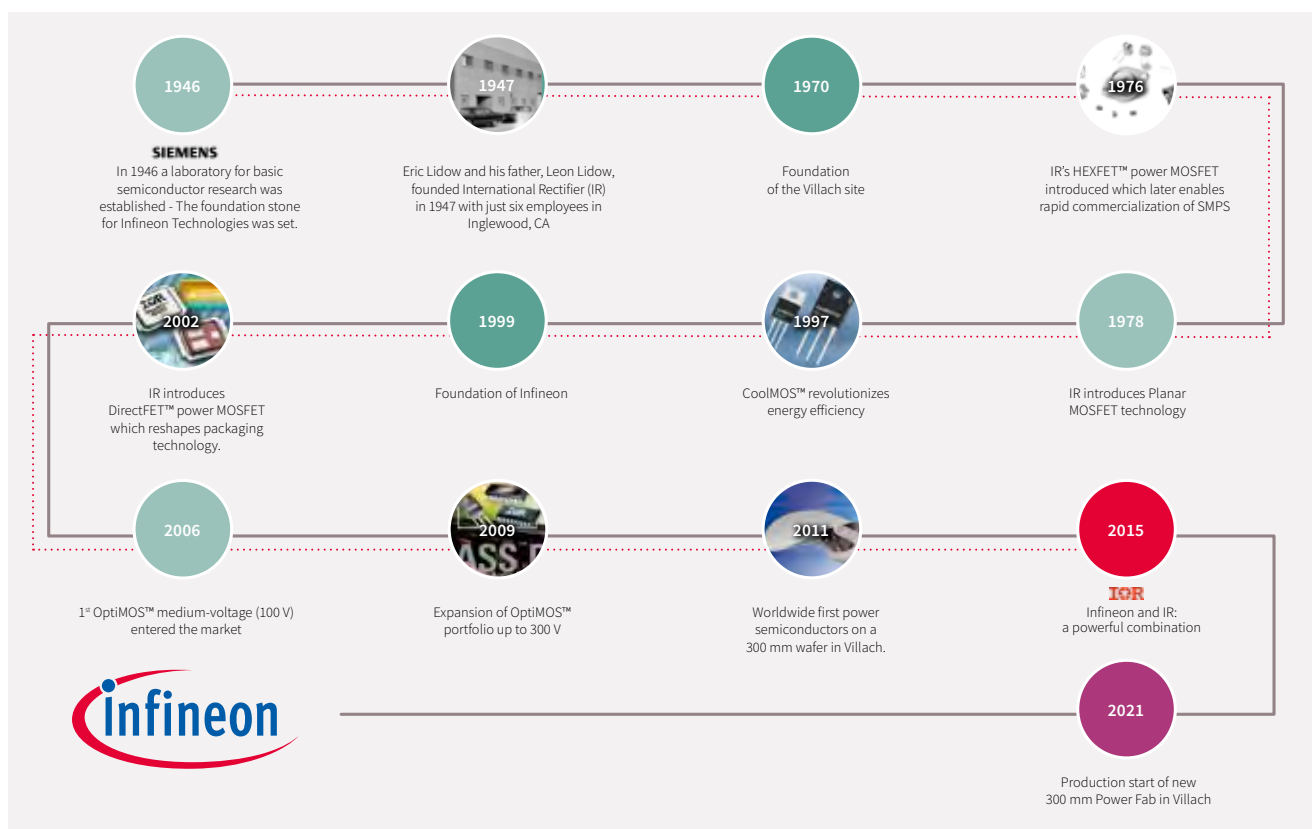 1946
SIEMENS
In 1946 a laboratory for basic
semiconductor research was
established - The foundation stone
for Infineon Technologies was set.
1947
Eric Lidow and his father, Leon Lidow,
founded International Rectifier (IR)
in 1947 with just six employees in
Inglewood, CA
1970
Foundation
of the Villach site
1976
IR's HEXFET™ power MOSFET
introduced which later enables
rapid commercialization of SMPS
1978
IR introduces Planar
MOSFET technology
1997
CoolMOS™ revolutionizes
energy efficiency
1999
Foundation of Infineon
IOR
2002
IR introduces
DirectFET™ power MOSFET
which reshapes packaging
technology.
2006
1st OptiMOS™ medium-voltage (100 V)
entered the market
2009
ASS
Expansion of OptiMOS™
portfolio up to 300 V
2011
Worldwide first power
semiconductors on a
300 mm wafer in Villach.
2015
IOR
Infineon and IR:
a powerful combination
2021
Production start of new
300 mm Power Fab in Villach
infineon